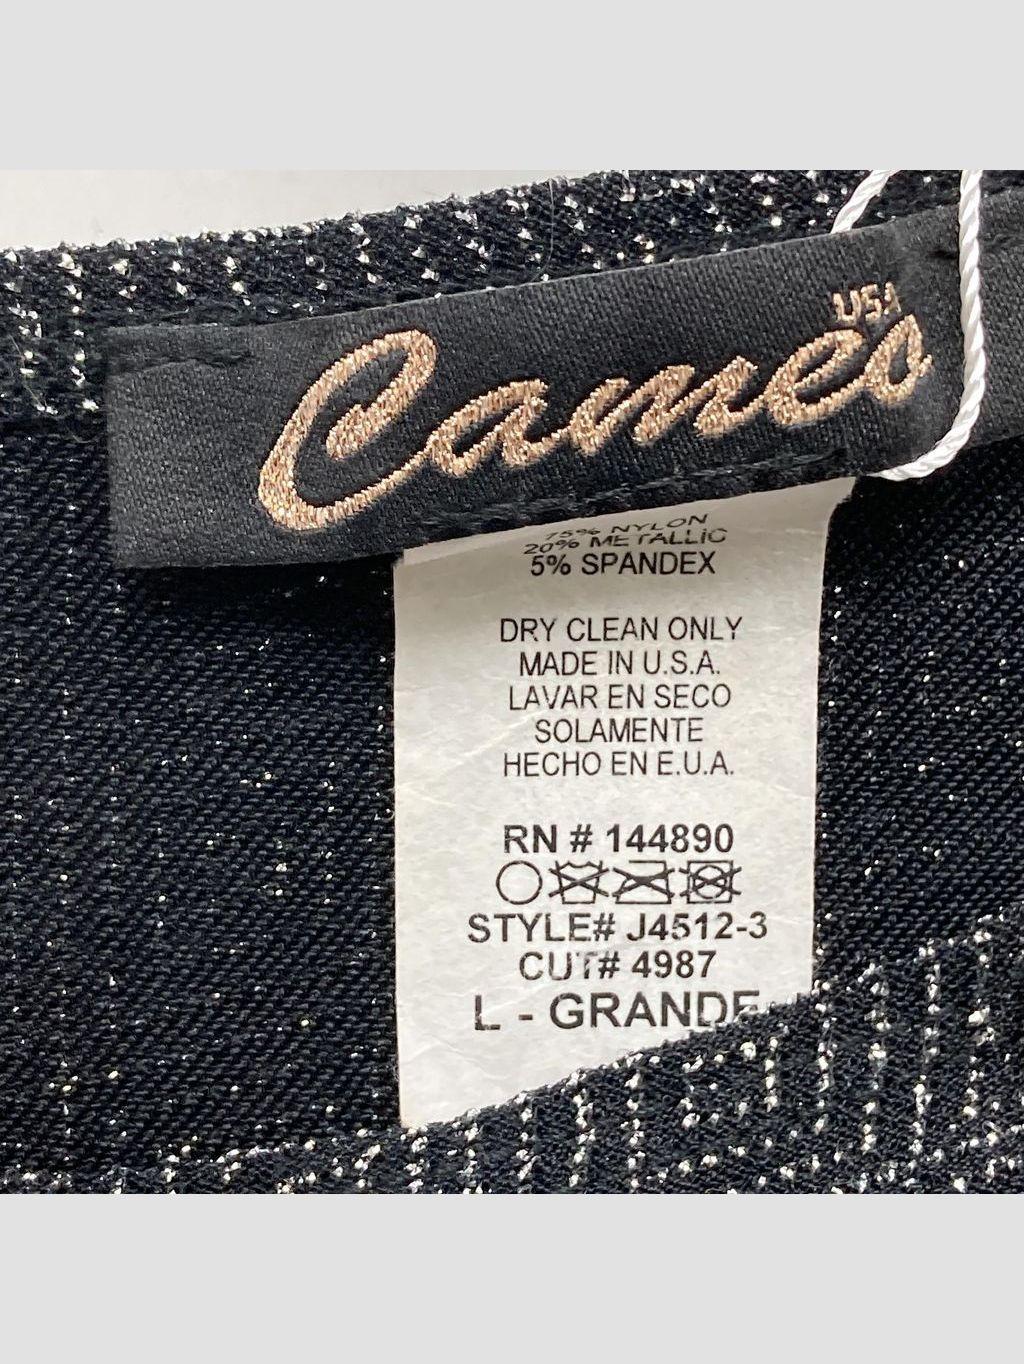 Cameo
USA
75% NYLON
20% METALLIC
5% SPANDEX
DRY CLEAN ONLY
MADE IN U.S.A.
LAVAR EN SECO
SOLAMENTE
HECHO EN E.U.A.
RN # 144890
STYLE# J4512-3
CUT# 4987
L - GRANDE